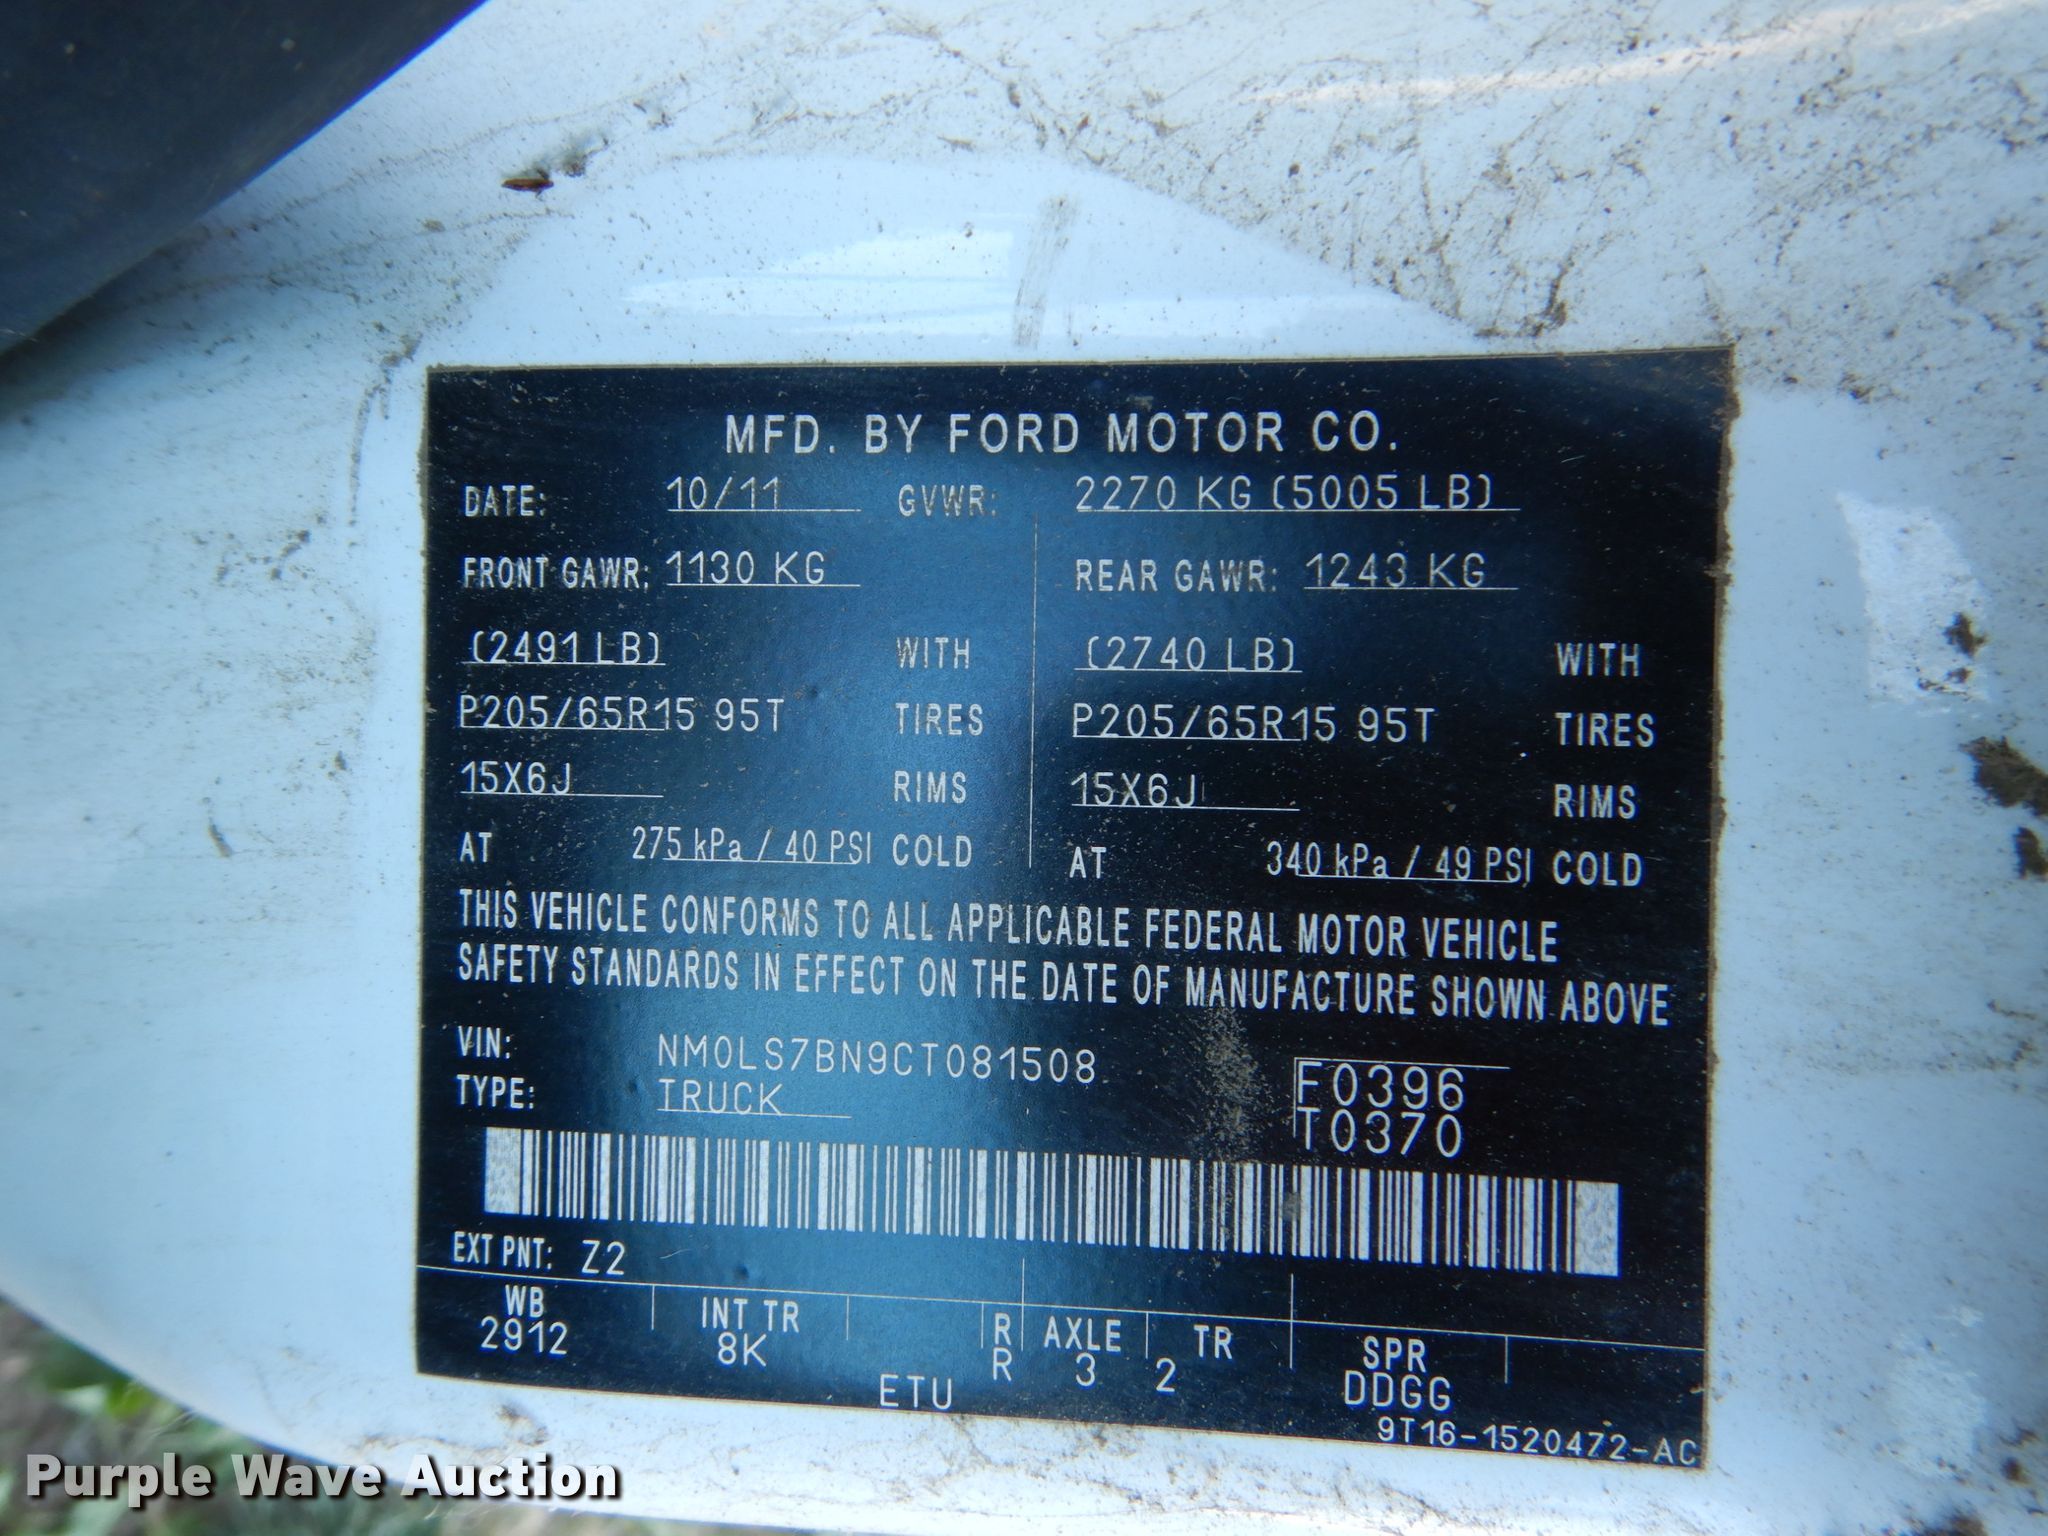 MFD. BY FORD MOTOR CO.
DATE: 10/11 GVWR: 2270 KG (5005 LB)
FRONT GAWR: 1130 KG REAR GAWR: 1243 KG
(2491 LB) WITH (2740 LB) WITH
P205/65R15 95T TIRES P205/65R15 95T TIRES
15X6J RIMS 15X6J RIMS
AT 275 kPa / 40 PSI COLD AT 340 kPa / 49 PSI COLD
THIS VEHICLE CONFORMS TO ALL APPLICABLE FEDERAL MOTOR VEHICLE
SAFETY STANDARDS IN EFFECT ON THE DATE OF MANUFACTURE SHOWN ABOVE
VIN: NM0LS7BN9CT081508 F0396
TYPE: TRUCK T0370
EXT PNT: Z2
WB INT TR R AXLE TR SPR
2912 8K ETU R 3 2 DDGG
9T16-1520472-AC
Purple Wave Auction